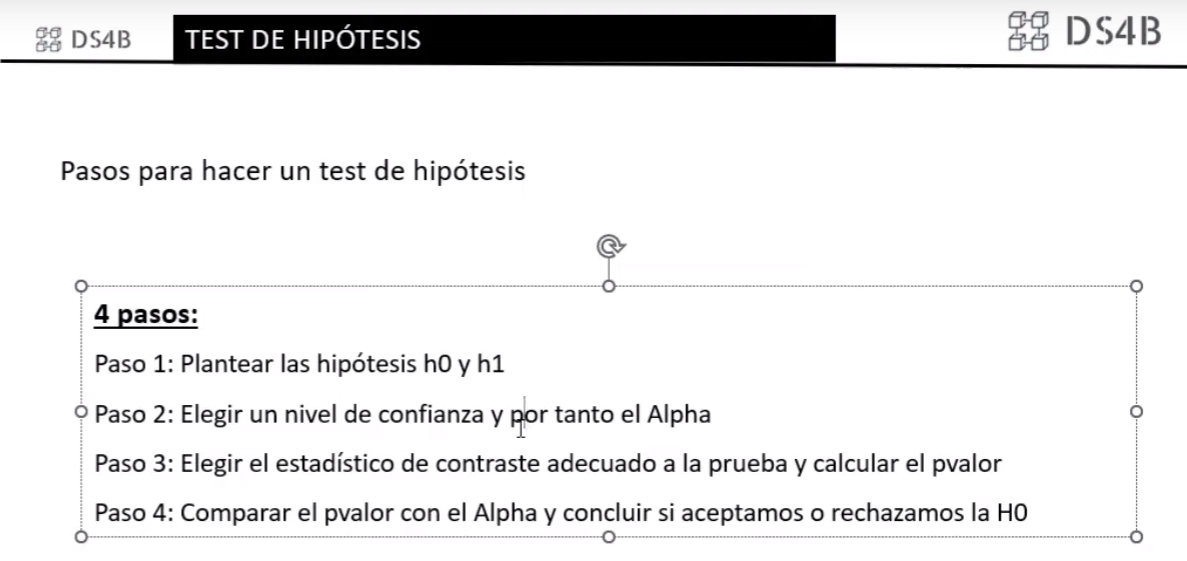 DS4B
TEST DE HIPÓTESIS
DS4B
Pasos para hacer un test de hipótesis
4 pasos:
Paso 1: Plantear las hipótesis h0 y h1
Paso 2: Elegir un nivel de confianza y por tanto el Alpha
Paso 3: Elegir el estadístico de contraste adecuado a la prueba y calcular el pvalor
Paso 4: Comparar el pvalor con el Alpha y concluir si aceptamos o rechazamos la H0